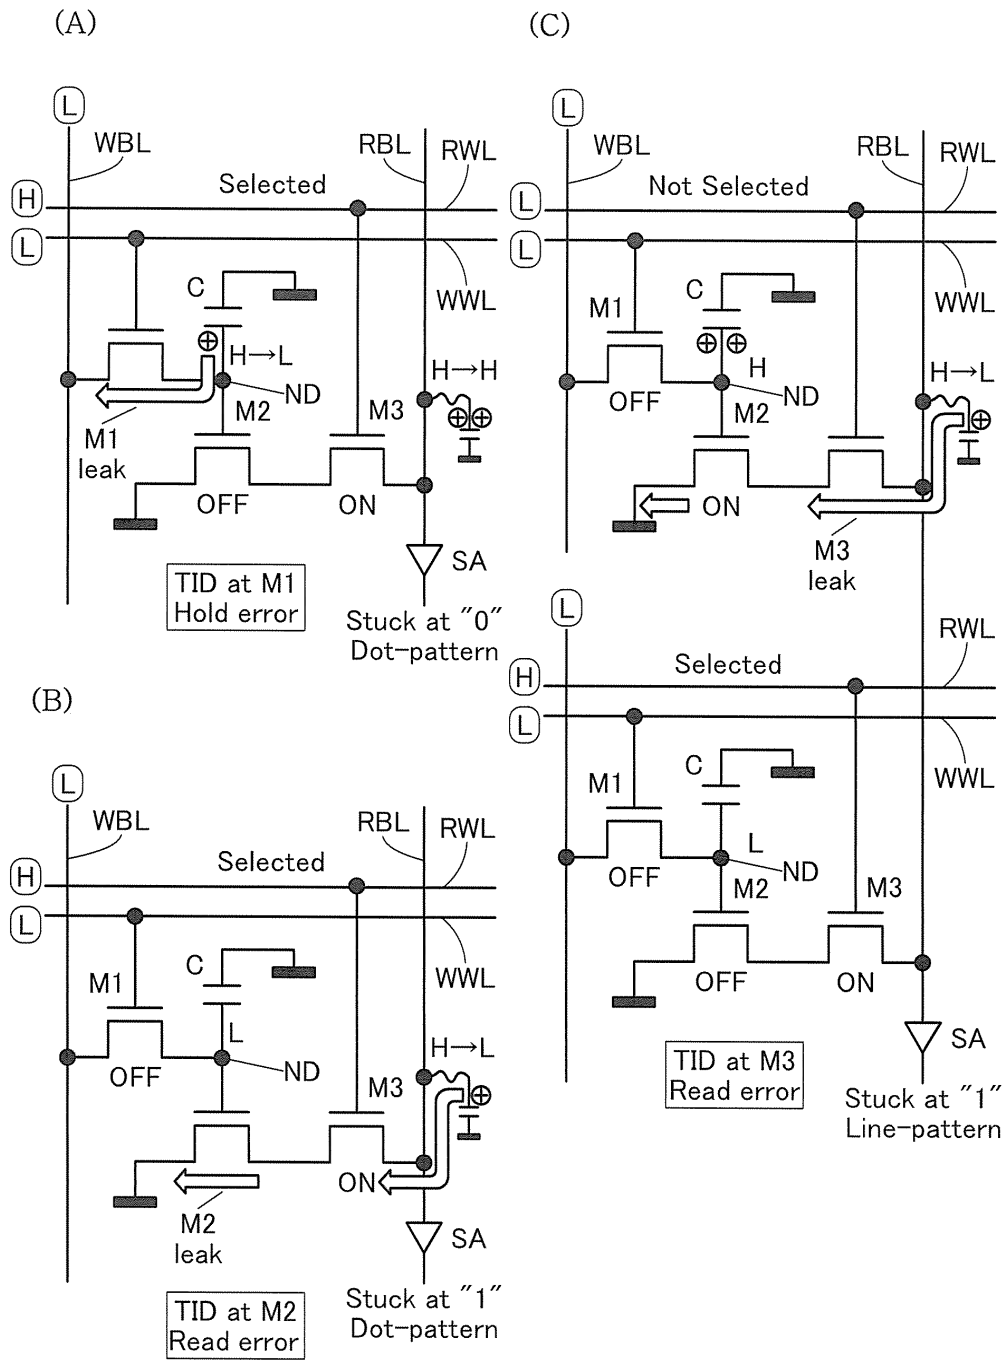 (A)
L
WBL
RBL
RWL
Selected
H
L
WWL
C
H→L
H→H
ND
M2
M3
M1
leak
OFF
ON
SA
TID at M1
Hold error
Stuck at "0"
Dot-pattern
(B)
L
WBL
RBL
RWL
Selected
H
L
WWL
C
M1
L
H→L
OFF
ND
M3
ON
M2
leak
SA
TID at M2
Read error
Stuck at "1"
Dot-pattern
(C)
L
WBL
RBL
RWL
Not Selected
L
L
WWL
C
M1
H
H→L
OFF
ND
M2
ON
M3
leak
L
RWL
Selected
H
L
WWL
C
M1
L
OFF
ND
M2
M3
OFF
ON
SA
TID at M3
Read error
Stuck at "1"
Line-pattern